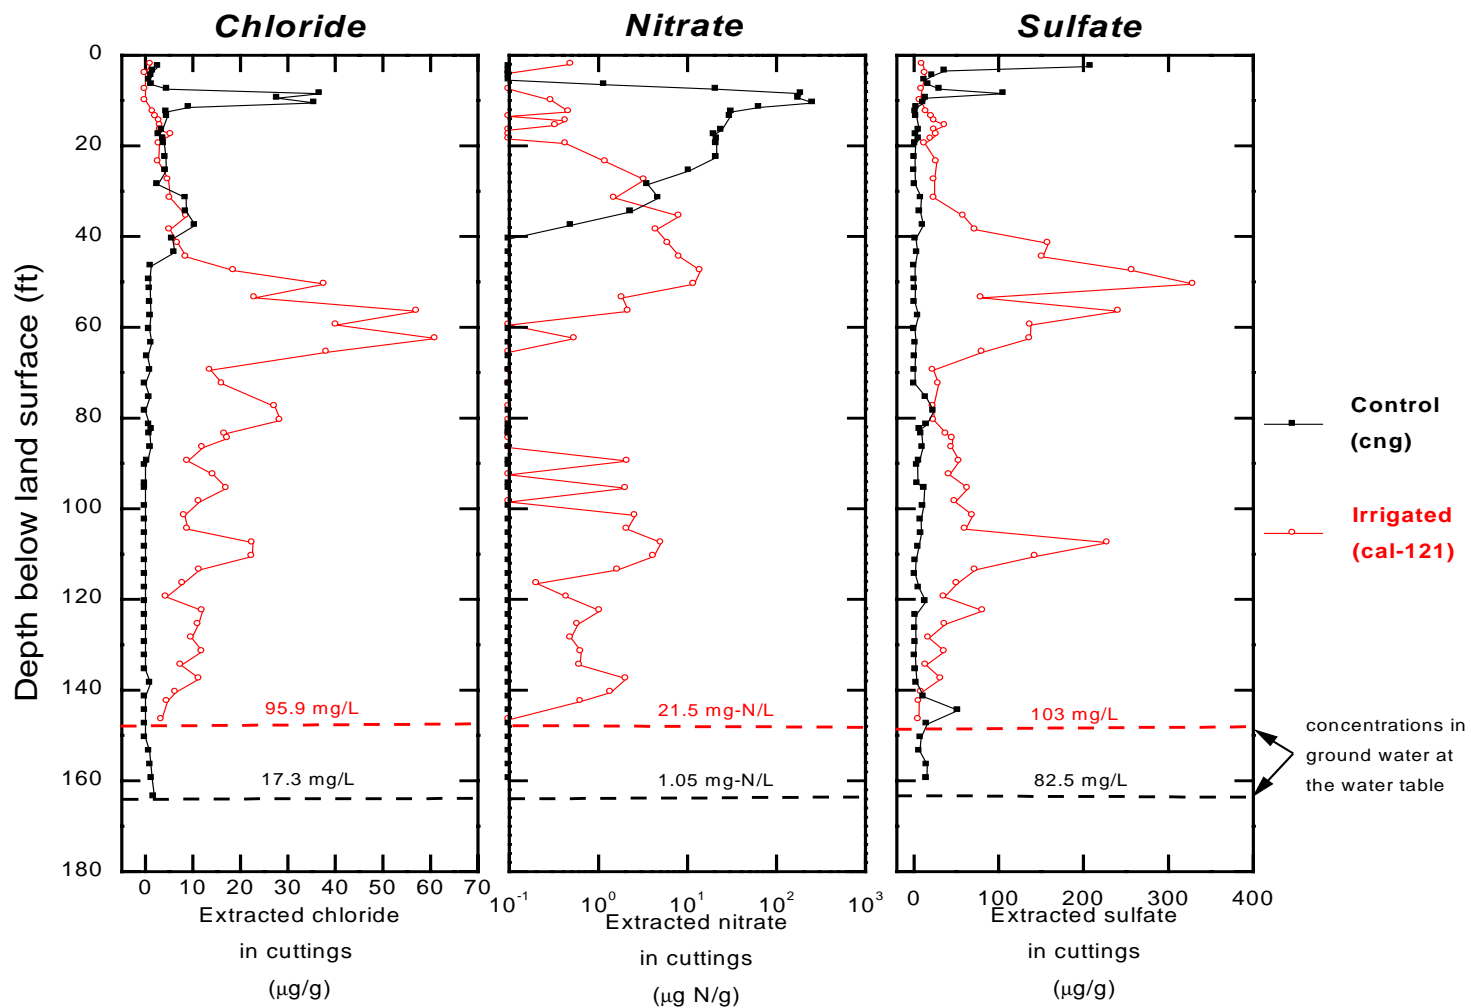 Chloride
Nitrate
Sulfate
Depth below land surface (ft)
0
20
40
60
80
100
120
140
160
180
95.9 mg/L
17.3 mg/L
21.5 mg-N/L
1.05 mg-N/L
103 mg/L
82.5 mg/L
0 10 20 30 40 50 60 70
Extracted chloride
in cuttings
(μg/g)
10-1 100 101 102 103
Extracted nitrate
in cuttings
(μg N/g)
0 100 200 300 400
Extracted sulfate
in cuttings
(μg/g)
Control
(cng)
Irrigated
(cal-121)
concentrations in
ground water at
the water table